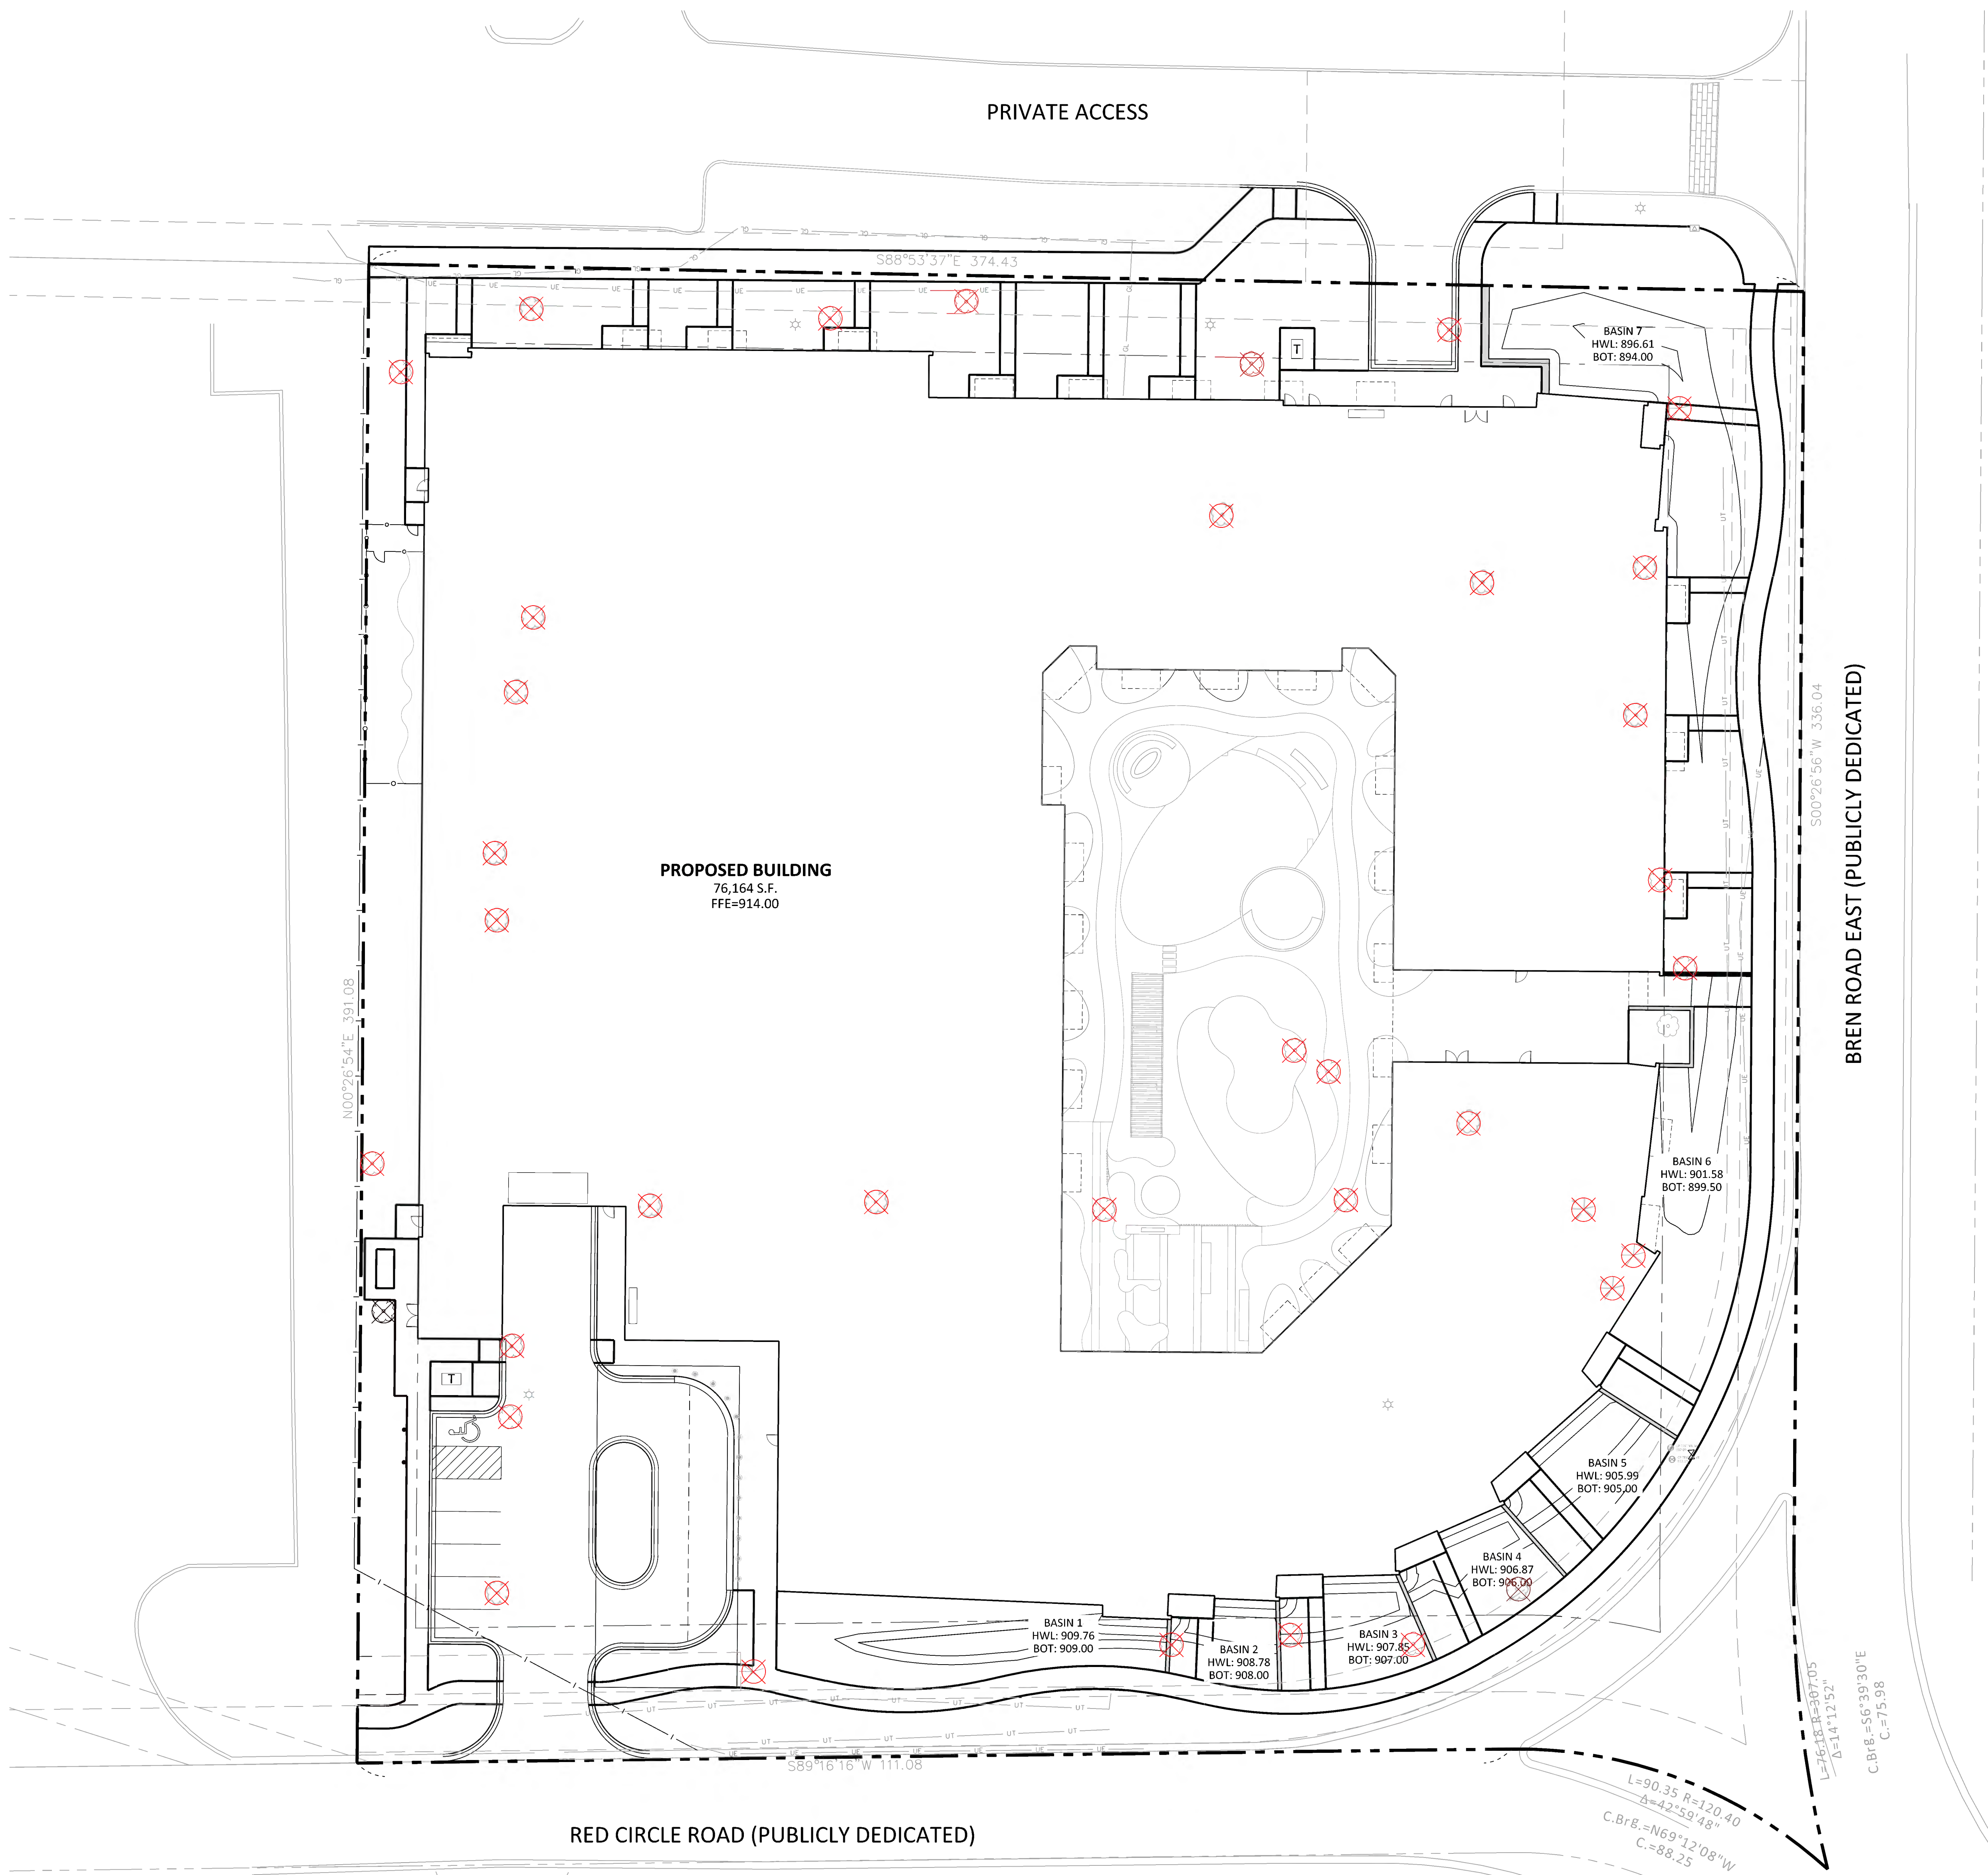 PRIVATE ACCESS
S88°53'37"E 374.43
BASIN 7
HWL: 896.61
BOT: 894.00
T
S00°26'56"W 336.04
BREN ROAD EAST (PUBLICLY DEDICATED)
PROPOSED BUILDING
76,164 S.F.
FFE=914.00
N00°26'54"E 391.08
BASIN 6
HWL: 901.58
BOT: 899.50
T
BASIN 5
HWL: 905.99
BOT: 905.00
BASIN 4
HWL: 906.87
BOT: 906.00
BASIN 3
HWL: 907.85
BOT: 907.00
BASIN 2
HWL: 908.78
BOT: 908.00
BASIN 1
HWL: 909.76
BOT: 909.00
S89°16'16"W 111.08
L=76.18 R=307.05
Δ=14°12'52"
C.Brg.=S6°39'30"E
C.=75.98
L=90.35 R=120.40
Δ=42°59'48"
C.Brg.=N69°12'08"W
C.=88.25
RED CIRCLE ROAD (PUBLICLY DEDICATED)